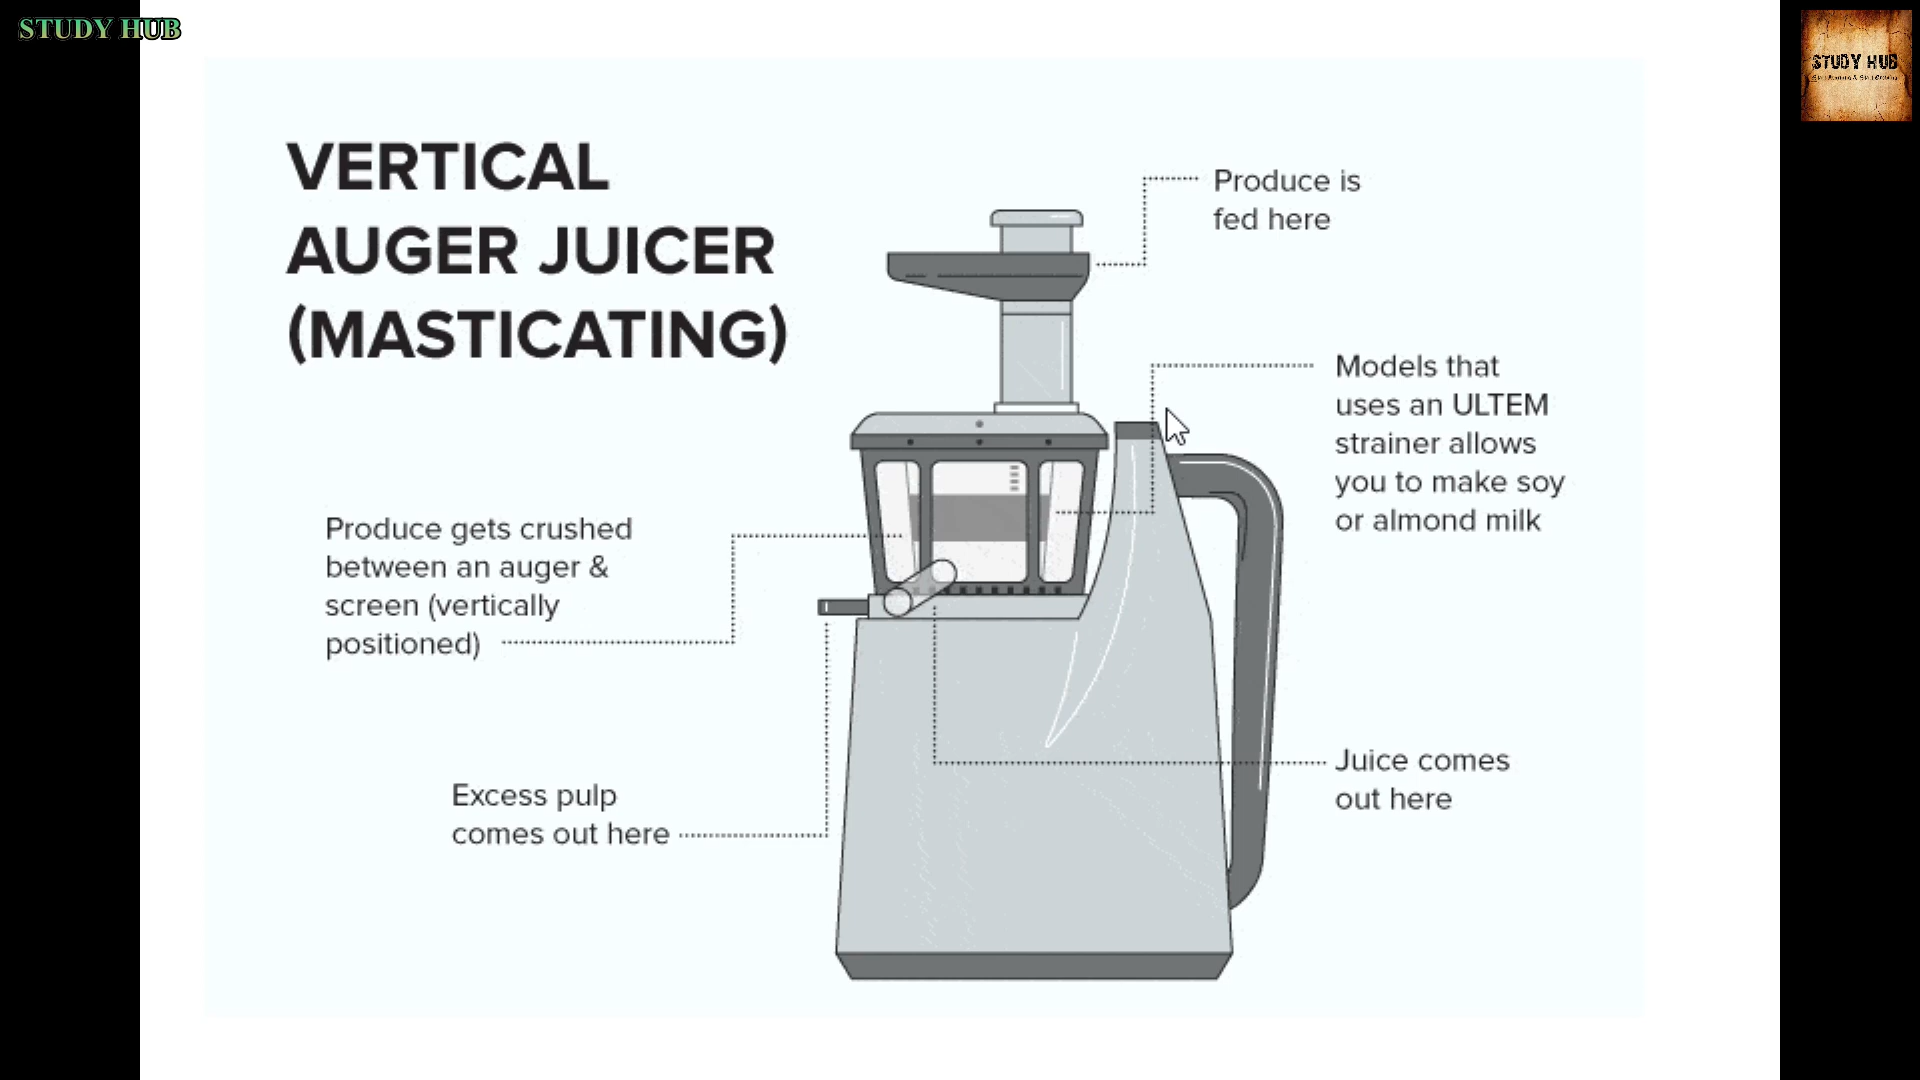 STUDY HUB
STUDY HUB
VERTICAL
AUGER JUICER
(MASTICATING)
Produce is
fed here
Models that
uses an ULTEM
strainer allows
you to make soy
or almond milk
Produce gets crushed
between an auger &
screen (vertically
positioned)
Juice comes
out here
Excess pulp
comes out here